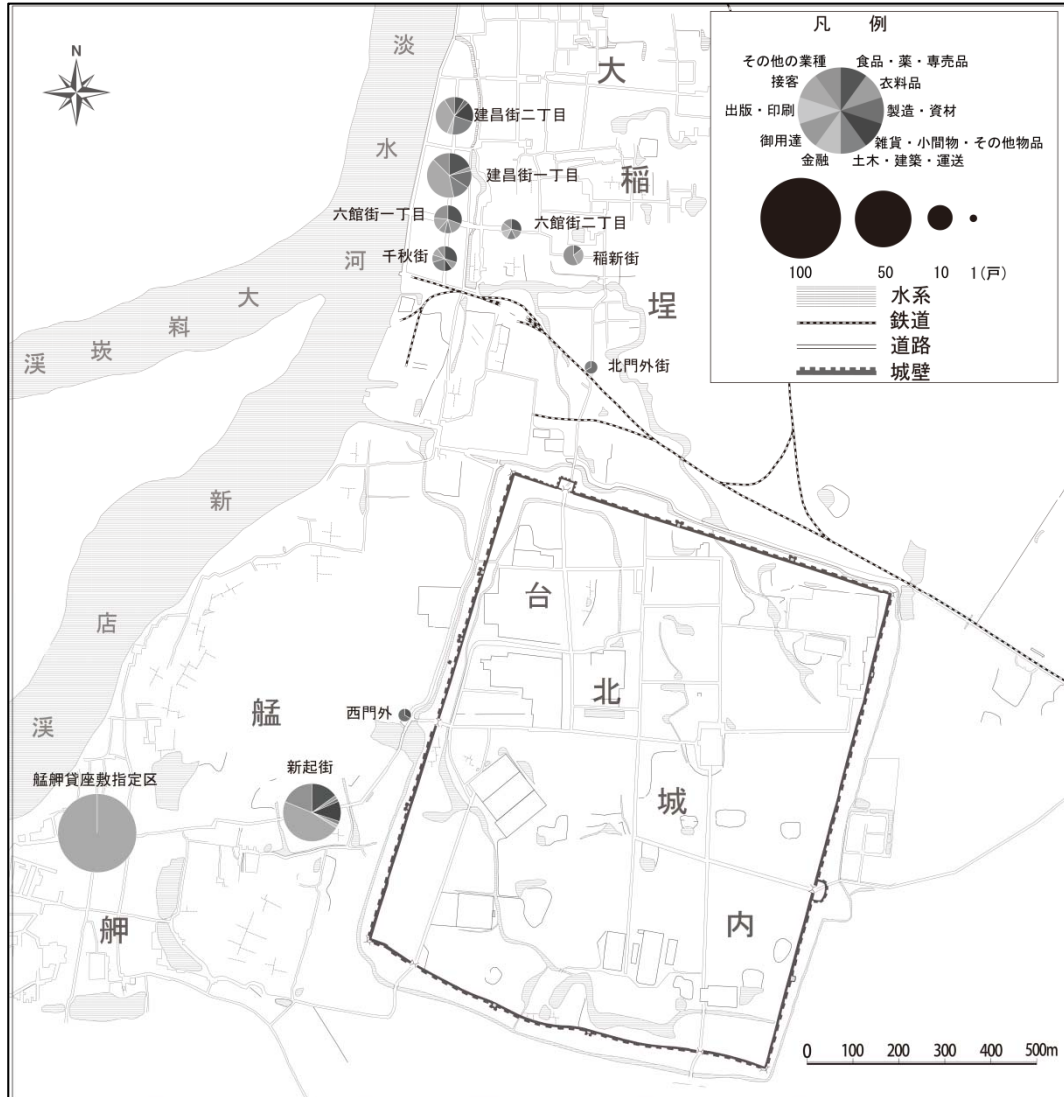 N
淡水河
大嵙崁溪
新店溪
大稲埕
建昌街二丁目
建昌街一丁目
六館街一丁目
六館街二丁目
千秋街
稲新街
北門外街
台北城内
艋舺
西門外
新起街
艋舺貸座敷指定区
凡 例
その他の業種
食品・薬・専売品
接客
衣料品
出版・印刷
製造・資材
御用達
雑貨・小間物・その他物品
金融
土木・建築・運送
100 50 10 1(戸)
水系
鉄道
道路
城壁
0 100 200 300 400 500m